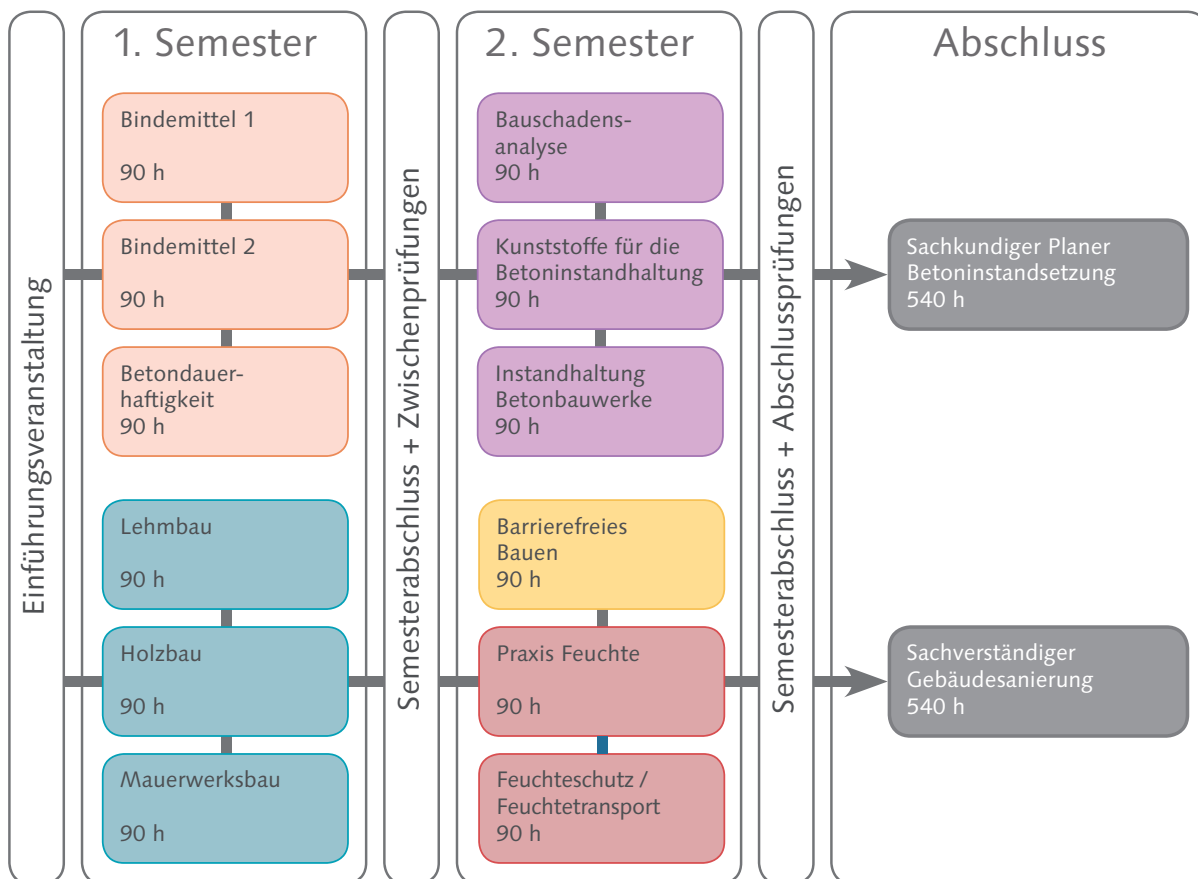 Einführungsveranstaltung
1. Semester
Bindemittel 1
90 h
Bindemittel 2
90 h
Betondauer-
haftigkeit
90 h
Lehmbau
90 h
Holzbau
90 h
Mauerwerksbau
90 h
Semesterabschluss + Zwischenprüfungen
2. Semester
Bauschadens-
analyse
90 h
Kunststoffe für die
Betoninstandhaltung
90 h
Instandhaltung
Betonbauwerke
90 h
Barrierefreies
Bauen
90 h
Praxis Feuchte
90 h
Feuchteschutz /
Feuchtetransport
90 h
Semesterabschluss + Abschlussprüfungen
Abschluss
Sachkundiger Planer
Betoninstandsetzung
540 h
Sachverständiger
Gebäudesanierung
540 h